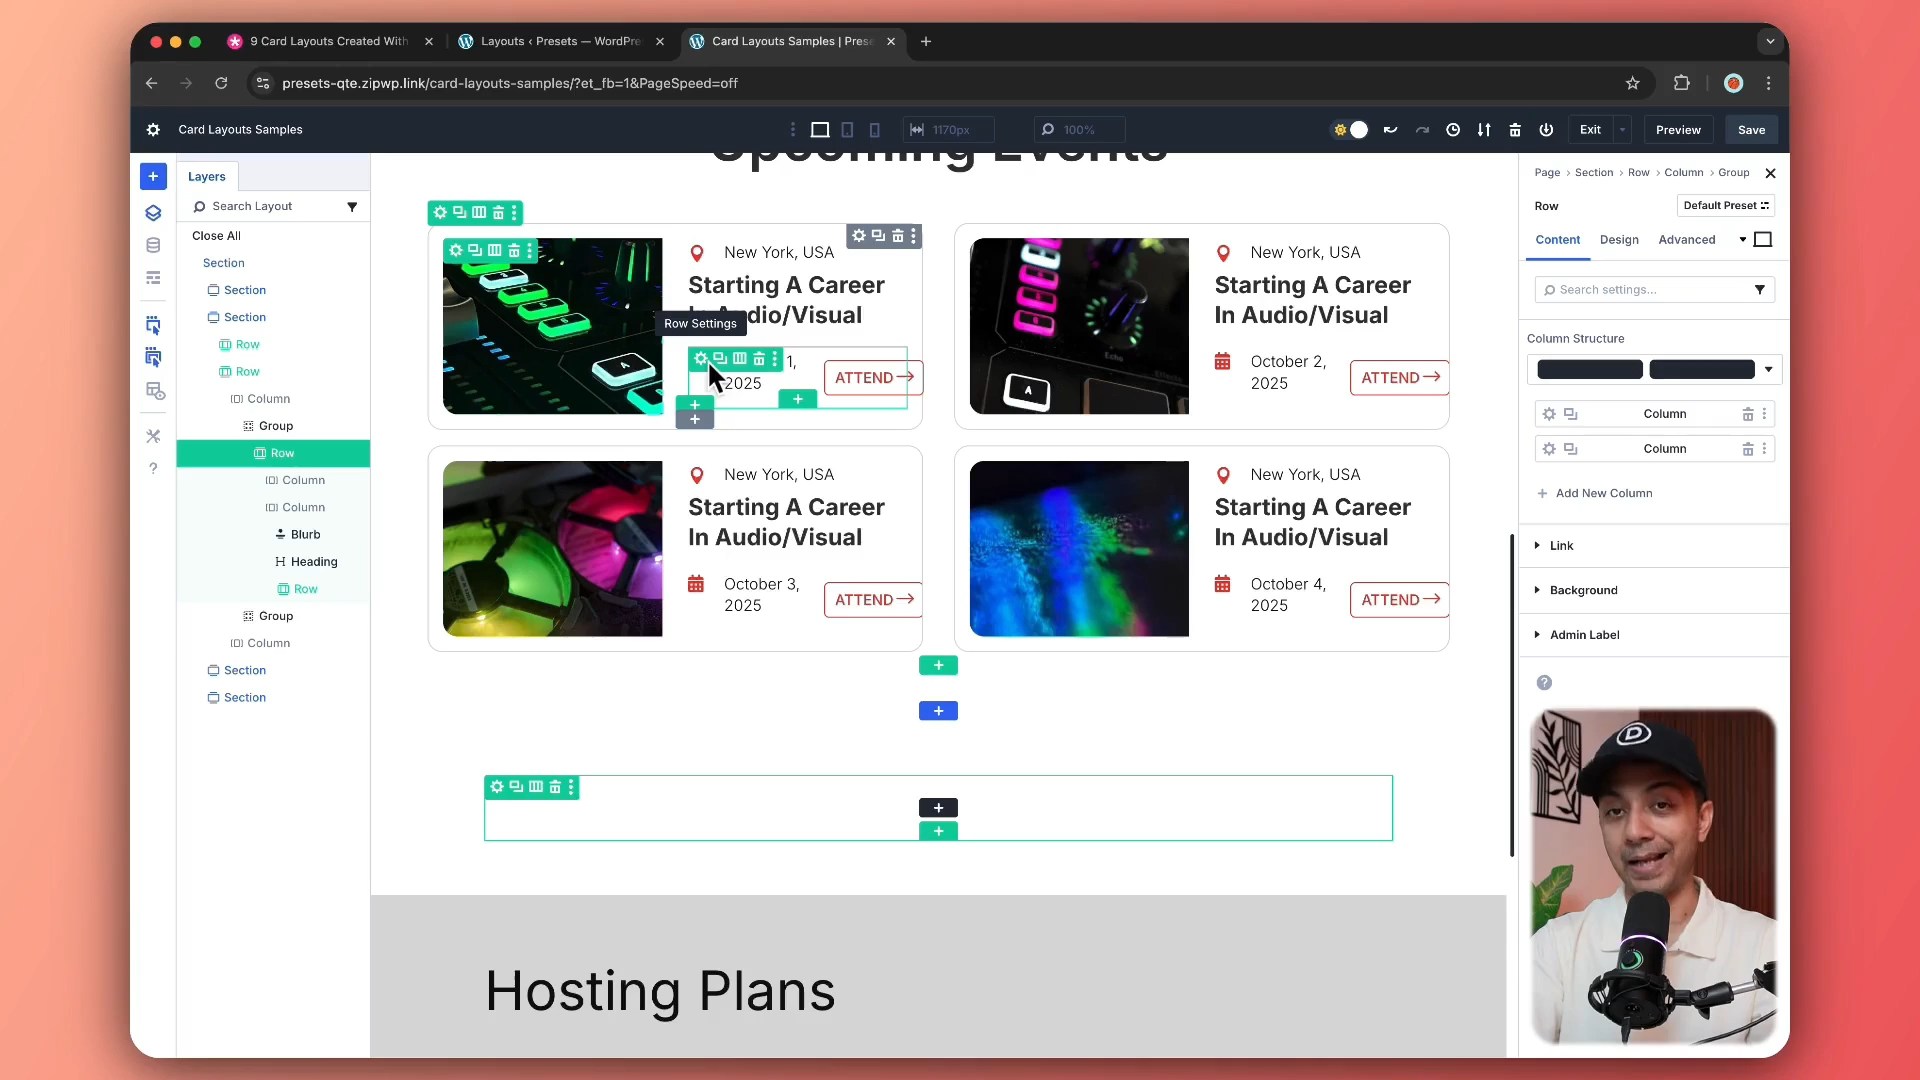 9 Card Layouts Created With
Layouts ‹ Presets — WordPre
Card Layouts Samples | Prese
presets-qte.zipwp.link/card-layouts-samples/?et_fb=1&PageSpeed=off
Card Layouts Samples
1170px
100%
Exit
Preview
Save
Layers
Search Layout
Close All
Section
Section
Section
Row
Row
Column
Group
Row
Column
Column
Blurb
Heading
Row
Group
Column
Section
Section
Upcoming Events
New York, USA
Starting A Career
In Audio/Visual
Row Settings
1,
2025
ATTEND
New York, USA
Starting A Career
In Audio/Visual
October 2,
2025
ATTEND
New York, USA
Starting A Career
In Audio/Visual
October 3,
2025
ATTEND
New York, USA
Starting A Career
In Audio/Visual
October 4,
2025
ATTEND
Hosting Plans
Page › Section › Row › Column › Group
Row
Default Preset
Content
Design
Advanced
Search settings...
Column Structure
Column
Column
Add New Column
Link
Background
Admin Label
A
A
Echo
D